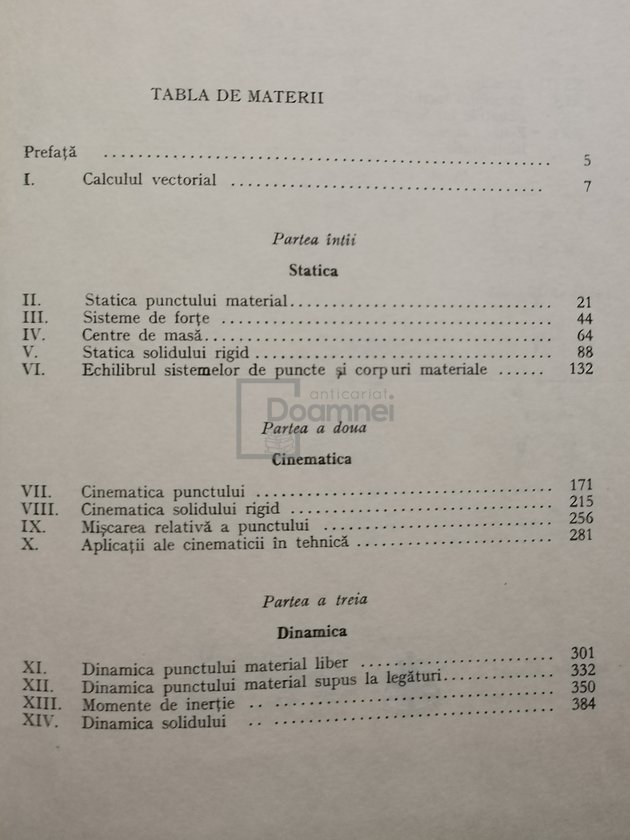 TABLA DE MATERII
Prefață ........ 5
I. Calculul vectorial ........ 7
Partea întîi
Statica
II. Statica punctului material ........ 21
III. Sisteme de forțe ........ 44
IV. Centre de masă ........ 64
V. Statica solidului rigid ........ 88
VI. Echilibrul sistemelor de puncte și corpuri materiale ...... 132
anticariat
Doamnei
Partea a doua
Cinematica
VII. Cinematica punctului ........ 171
VIII. Cinematica solidului rigid ........ 215
IX. Mișcarea relativă a punctului ........ 256
X. Aplicații ale cinematicii în tehnică ........ 281
Partea a treia
Dinamica
XI. Dinamica punctului material liber ........ 301
XII. Dinamica punctului material supus la legături ........ 332
XIII. Momente de inerție ........ 350
XIV. Dinamica solidului ........ 384